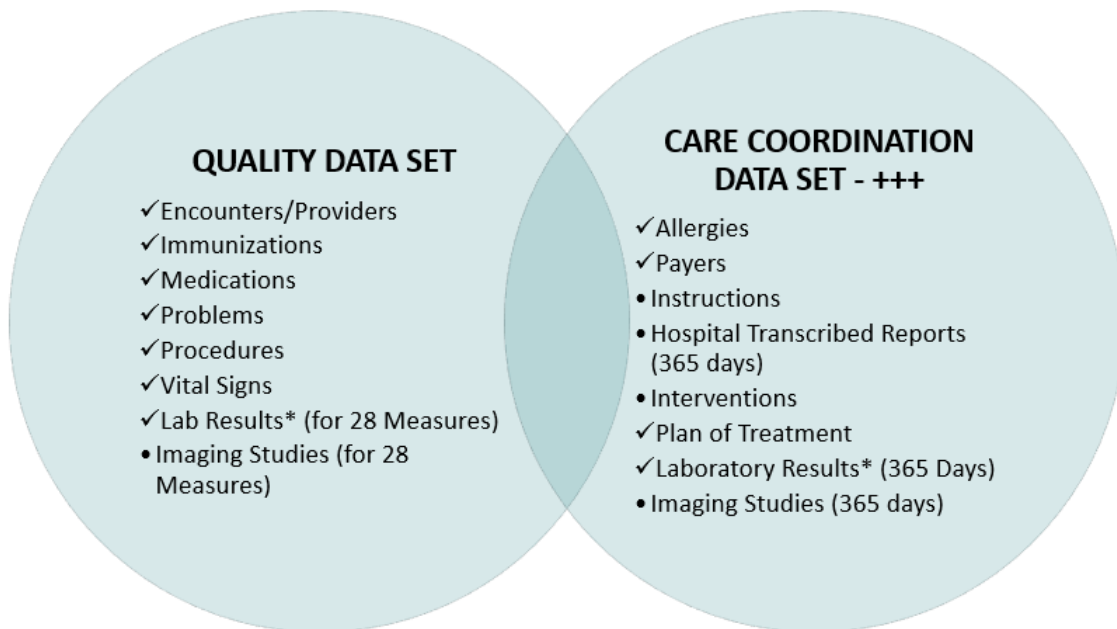 QUALITY DATA SET
✓Encounters/Providers
✓Immunizations
✓Medications
✓Problems
✓Procedures
✓Vital Signs
✓Lab Results* (for 28 Measures)
•Imaging Studies (for 28
Measures)
CARE COORDINATION
DATA SET - +++
✓Allergies
✓Payers
•Instructions
•Hospital Transcribed Reports
(365 days)
•Interventions
✓Plan of Treatment
✓Laboratory Results* (365 Days)
•Imaging Studies (365 days)